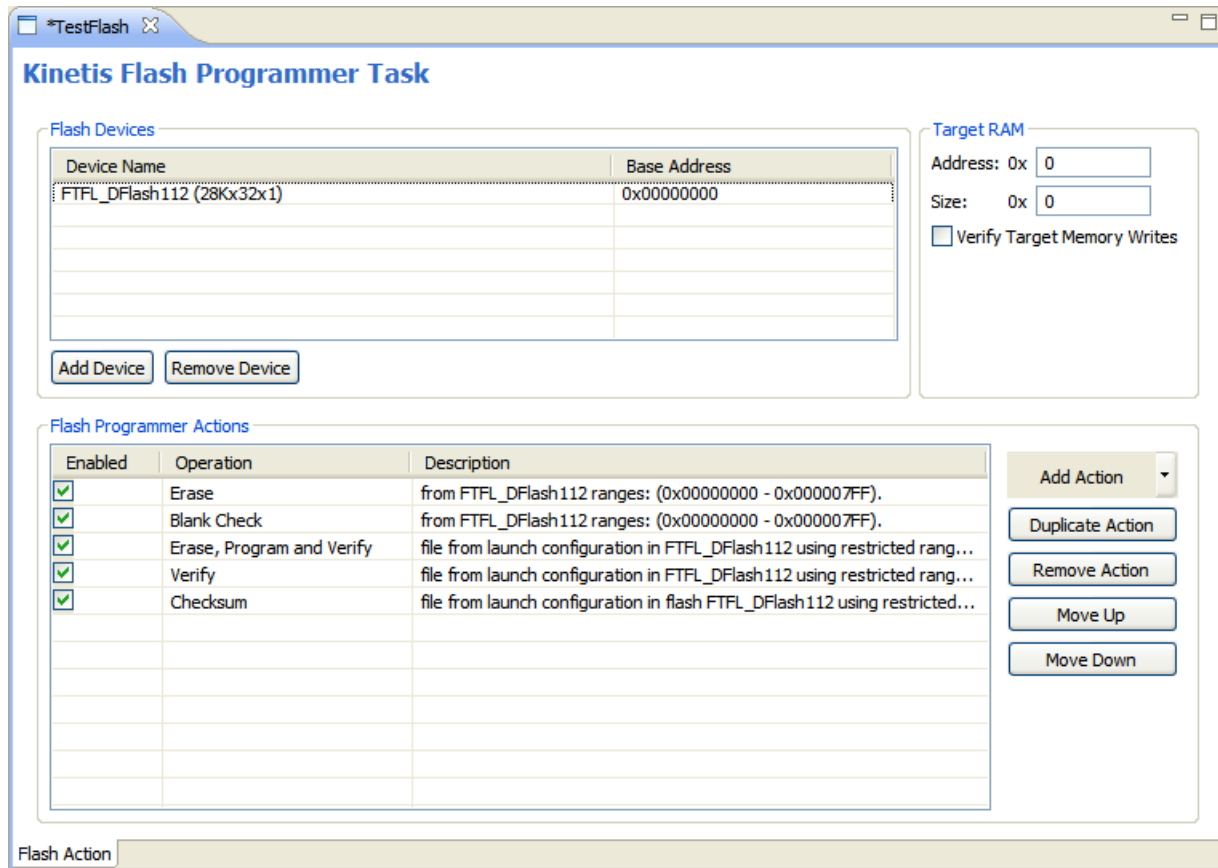 *TestFlash
Kinetis Flash Programmer Task
Flash Devices
Device Name Base Address
FTFL_DFlash112 (28Kx32x1) 0x00000000
Add Device Remove Device
Target RAM
Address: 0x 0
Size: 0x 0
Verify Target Memory Writes
Flash Programmer Actions
Enabled Operation Description
Erase from FTFL_DFlash112 ranges: (0x00000000 - 0x000007FF).
Blank Check from FTFL_DFlash112 ranges: (0x00000000 - 0x000007FF).
Erase, Program and Verify file from launch configuration in FTFL_DFlash112 using restricted rang...
Verify file from launch configuration in FTFL_DFlash112 using restricted rang...
Checksum file from launch configuration in flash FTFL_DFlash112 using restricted...
Add Action
Duplicate Action
Remove Action
Move Up
Move Down
Flash Action